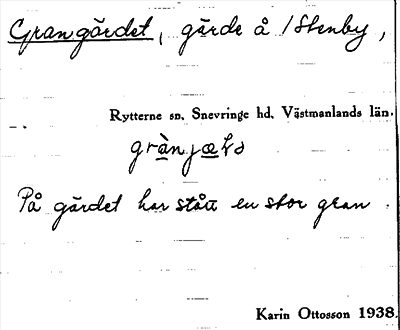 Grangärdet, gärde å /Stenby,
Rytterne sn. Snevringe hd. Västmanlands län.
På gärdet har stått en stor gran
Karin Ottosson 1938.